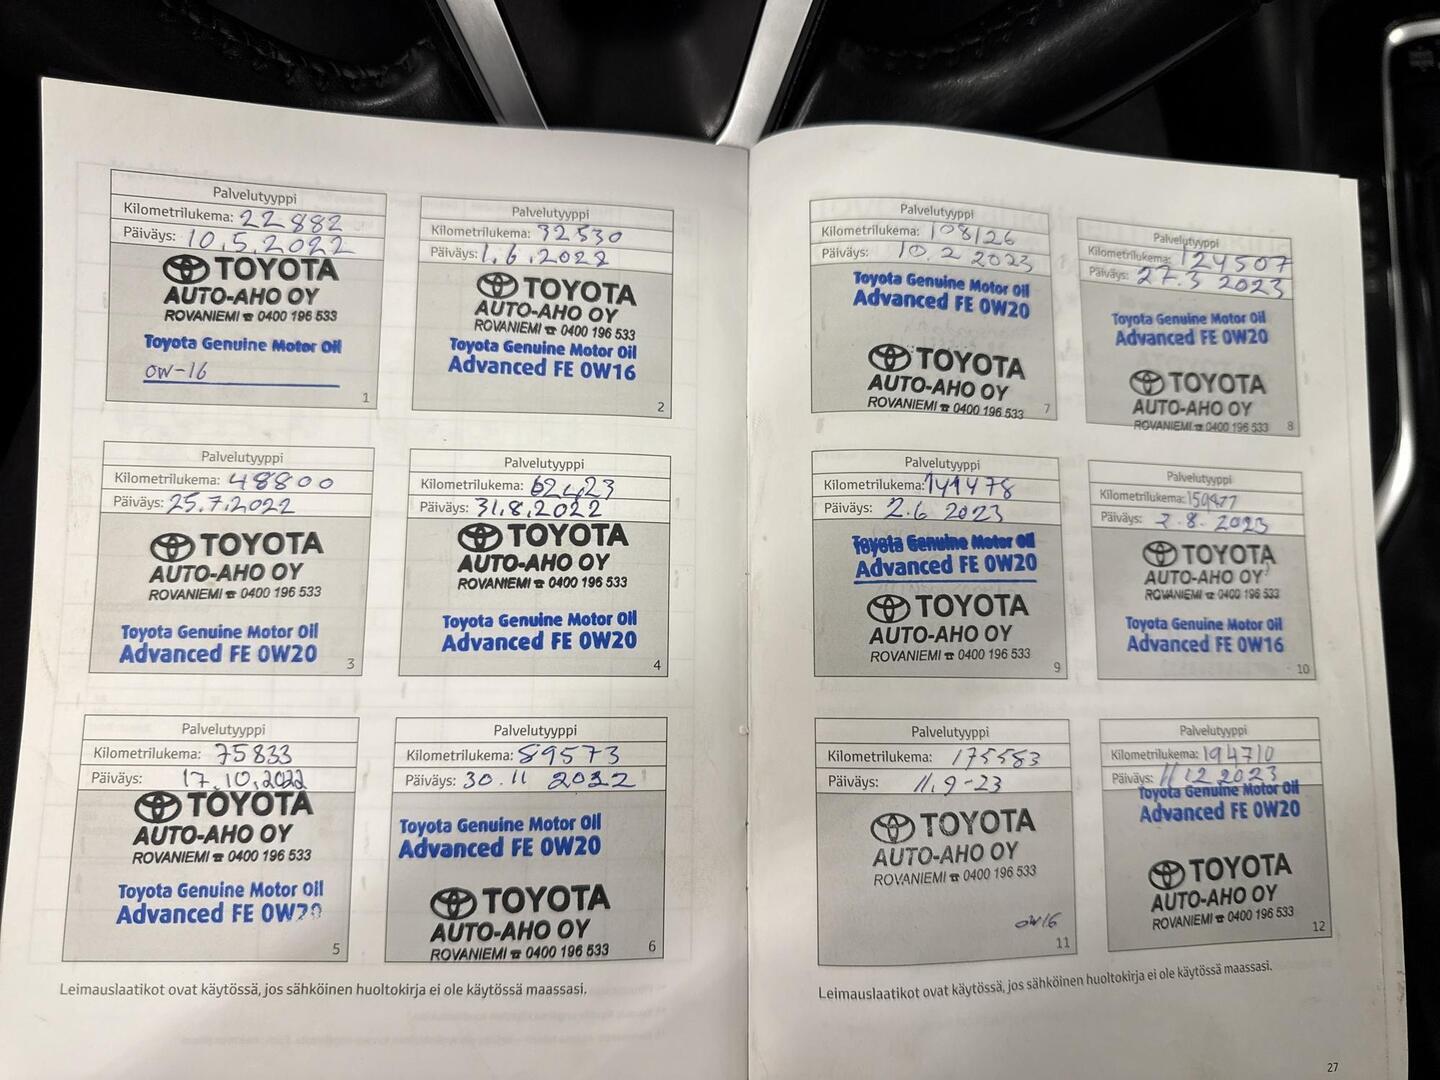 Palvelutyyppi
Kilometrilukema: 22882
Päiväys: 10.5.2022
TOYOTA
AUTO-AHO OY
ROVANIEMI ☎ 0400 196 533
Toyota Genuine Motor Oil
0W-16
1
Palvelutyyppi
Kilometrilukema: 32530
Päiväys: 1.6.2022
TOYOTA
AUTO-AHO OY
ROVANIEMI ☎ 0400 196 533
Toyota Genuine Motor Oil
Advanced FE 0W16
2
Palvelutyyppi
Kilometrilukema: 48800
Päiväys: 25.7.2022
TOYOTA
AUTO-AHO OY
ROVANIEMI ☎ 0400 196 533
Toyota Genuine Motor Oil
Advanced FE 0W20
3
Palvelutyyppi
Kilometrilukema: 62423
Päiväys: 31.8.2022
TOYOTA
AUTO-AHO OY
ROVANIEMI ☎ 0400 196 533
Toyota Genuine Motor Oil
Advanced FE 0W20
4
Palvelutyyppi
Kilometrilukema: 75833
Päiväys: 17.10.2022
TOYOTA
AUTO-AHO OY
ROVANIEMI ☎ 0400 196 533
Toyota Genuine Motor Oil
Advanced FE 0W20
5
Palvelutyyppi
Kilometrilukema: 89573
Päiväys: 30.11 2022
Toyota Genuine Motor Oil
Advanced FE 0W20
TOYOTA
AUTO-AHO OY
ROVANIEMI ☎ 0400 196 533
6
Leimauslaatikot ovat käytössä, jos sähköinen huoltokirja ei ole käytössä maassasi.
Palvelutyyppi
Kilometrilukema: 108126
Päiväys: 10.2 2023
Toyota Genuine Motor Oil
Advanced FE 0W20
TOYOTA
AUTO-AHO OY
ROVANIEMI ☎ 0400 196 533
7
Palvelutyyppi
Kilometrilukema: 124507
Päiväys: 27.3 2023
Toyota Genuine Motor Oil
Advanced FE 0W20
TOYOTA
AUTO-AHO OY
ROVANIEMI ☎ 0400 196 533
8
Palvelutyyppi
Kilometrilukema: 141478
Päiväys: 2.6 2023
Toyota Genuine Motor Oil
Advanced FE 0W20
TOYOTA
AUTO-AHO OY
ROVANIEMI ☎ 0400 196 533
9
Palvelutyyppi
Kilometrilukema:
Päiväys: 2.8. 2023
TOYOTA
AUTO-AHO OY
ROVANIEMI ☎ 0400 196 533
Toyota Genuine Motor Oil
Advanced FE 0W16
10
Palvelutyyppi
Kilometrilukema: 175583
Päiväys: 11.9-23
TOYOTA
AUTO-AHO OY
ROVANIEMI ☎ 0400 196 533
0W16
11
Palvelutyyppi
Kilometrilukema: 194710
Päiväys: 11.12 2023
Toyota Genuine Motor Oil
Advanced FE 0W20
TOYOTA
AUTO-AHO OY
ROVANIEMI ☎ 0400 196 533
12
Leimauslaatikot ovat käytössä, jos sähköinen huoltokirja ei ole käytössä maassasi.
27